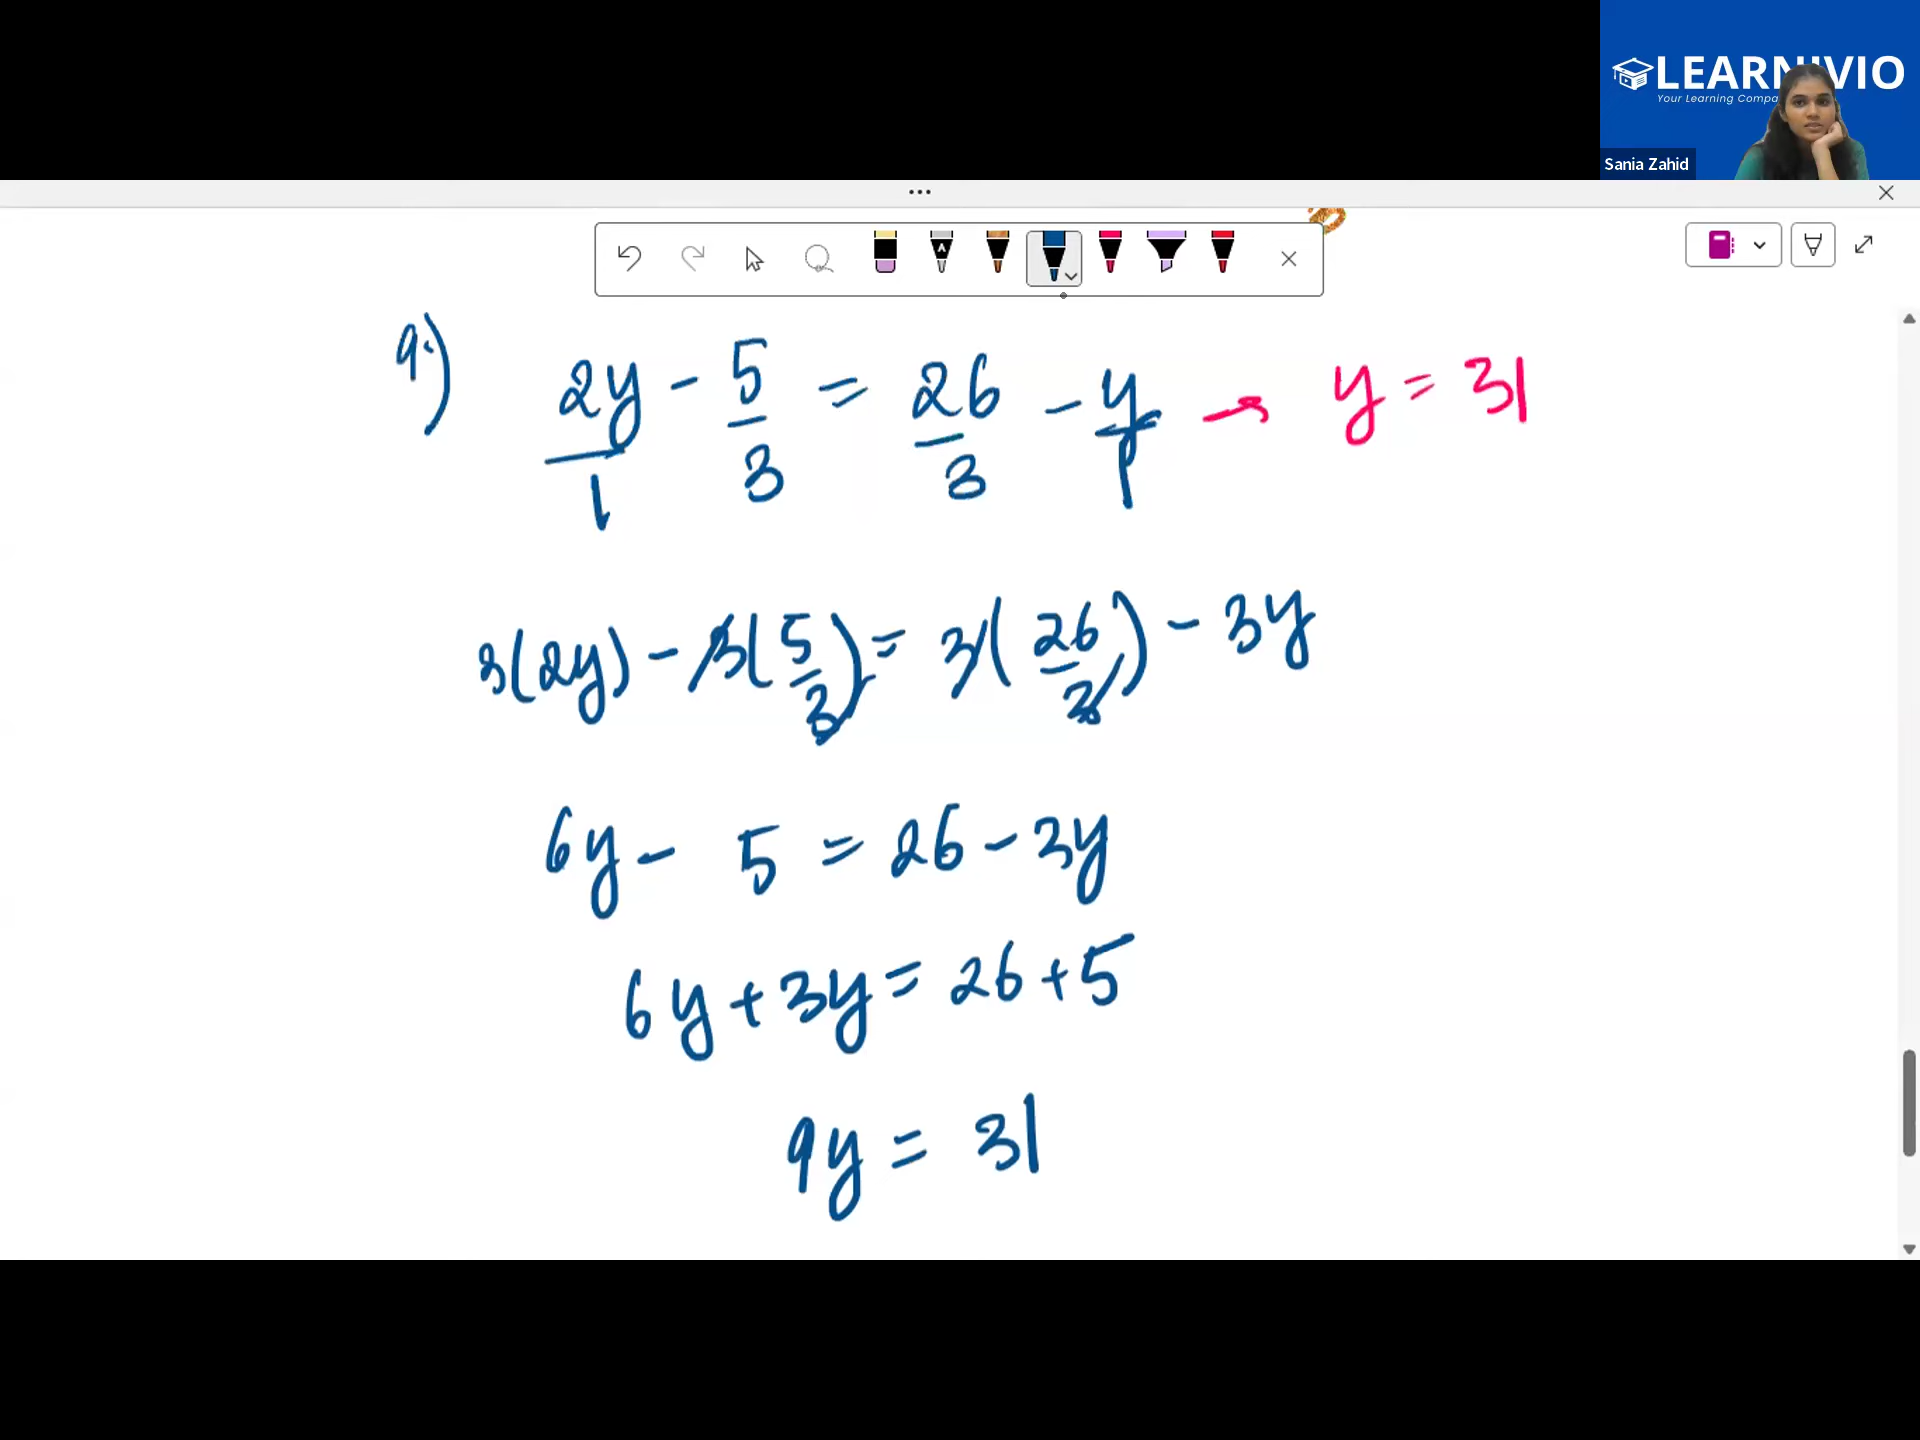 LEARNIVIO
Your Learning Compa
Sania Zahid
A
9.) 2y/1 - 5/3 = 26/3 - y/1 → y = 31
3(2y) - 3(5/3) = 3(26/3) - 3y
6y - 5 = 26 - 3y
6y + 3y = 26 + 5
9y = 31